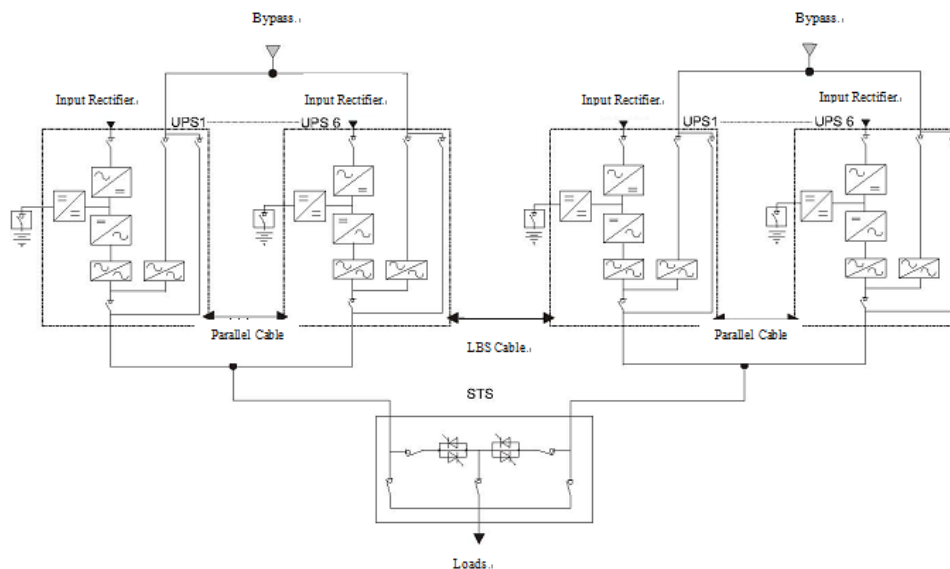 Bypass.
Bypass.
Input Rectifier.
Input Rectifier.
Input Rectifier.
Input Rectifier.
UPS1
UPS 6
UPS1
UPS 6
Parallel Cable
Parallel Cable
LBS Cable.
STS
Loads.